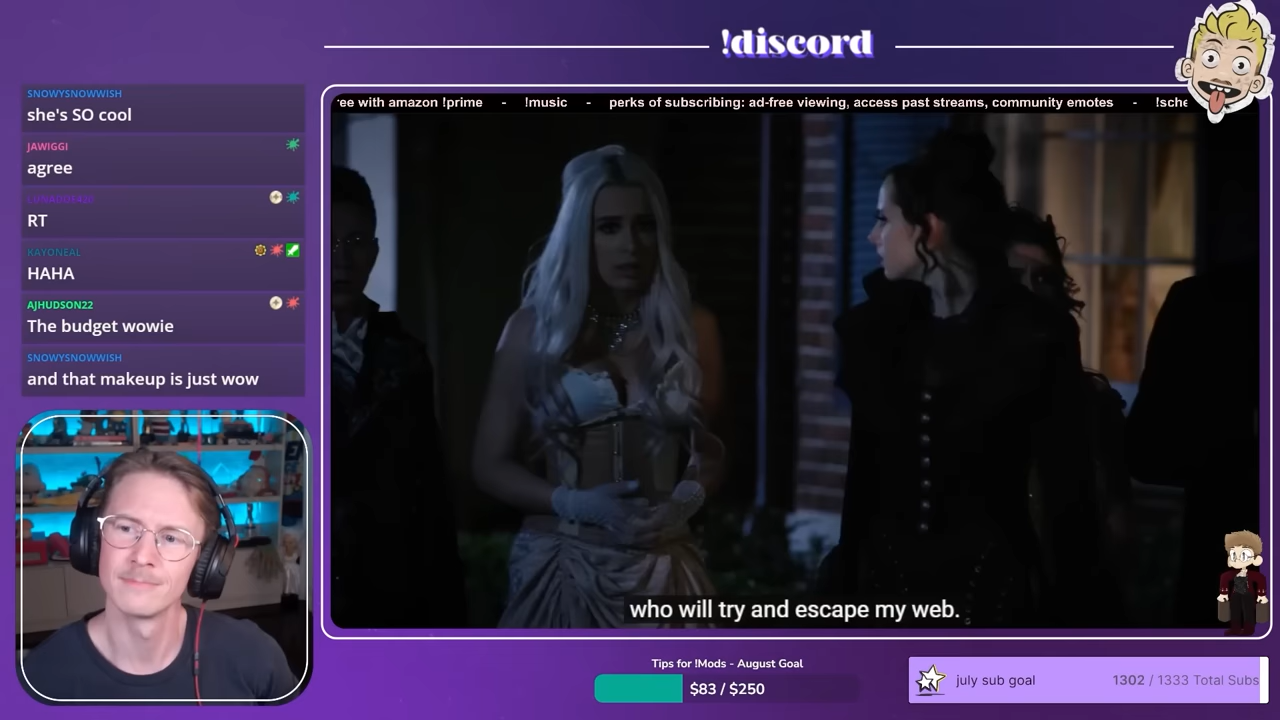 !discord
ee with amazon !prime - !music - perks of subscribing: ad-free viewing, access past streams, community emotes - !sche
SNOWYSNOWWISH
she's SO cool
JAWIGGI
agree
RT
KAYONEAL
HAHA
AJHUDSON22
The budget wowie
SNOWYSNOWWISH
and that makeup is just wow
who will try and escape my web.
Tips for !Mods - August Goal
$83 / $250
july sub goal
1302 / 1333 Total Subs